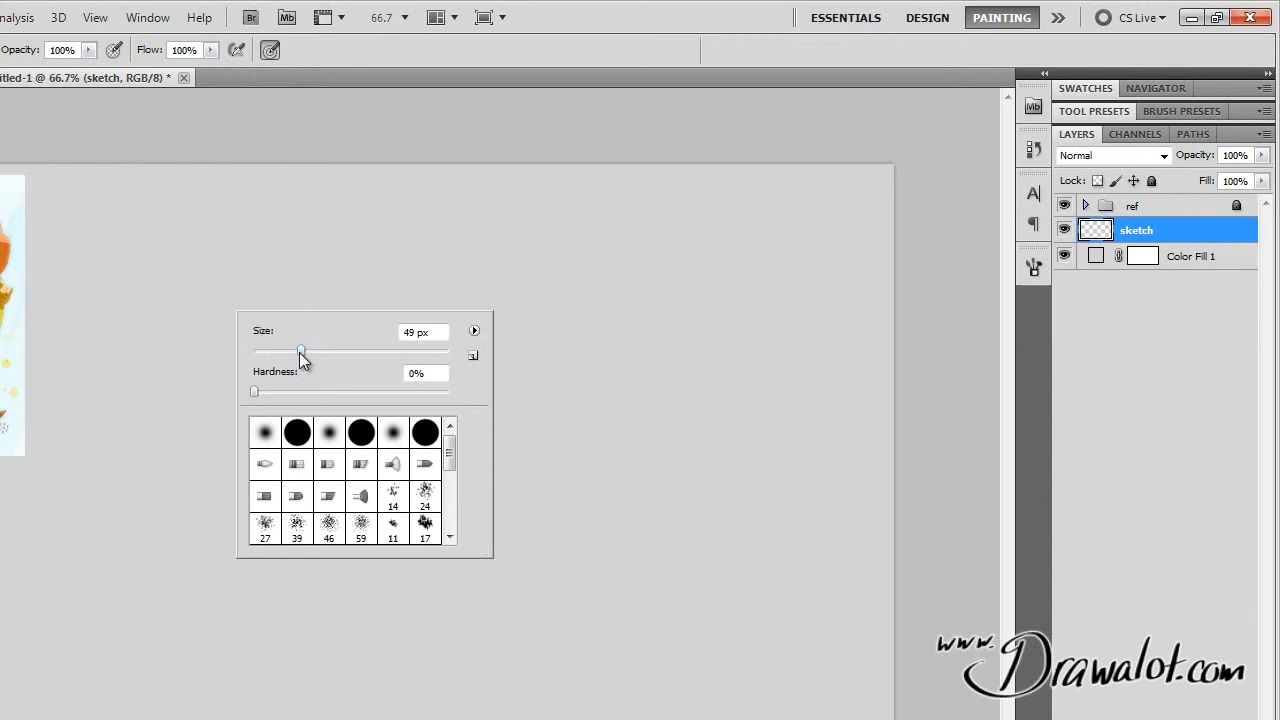 nalysis 3D View Window Help Br Mb 66.7 ESSENTIALS DESIGN PAINTING CS Live
Opacity: 100% Flow: 100%
titled-1 @ 66.7% (sketch, RGB/8) *
SWATCHES NAVIGATOR
Mb
TOOL PRESETS BRUSH PRESETS
LAYERS CHANNELS PATHS
Normal Opacity: 100%
Lock: Fill: 100%
A
ref
sketch
Color Fill 1
Size: 49 px
Hardness: 0%
14 24
27 39 46 59 11 17
www.Drawalot.com